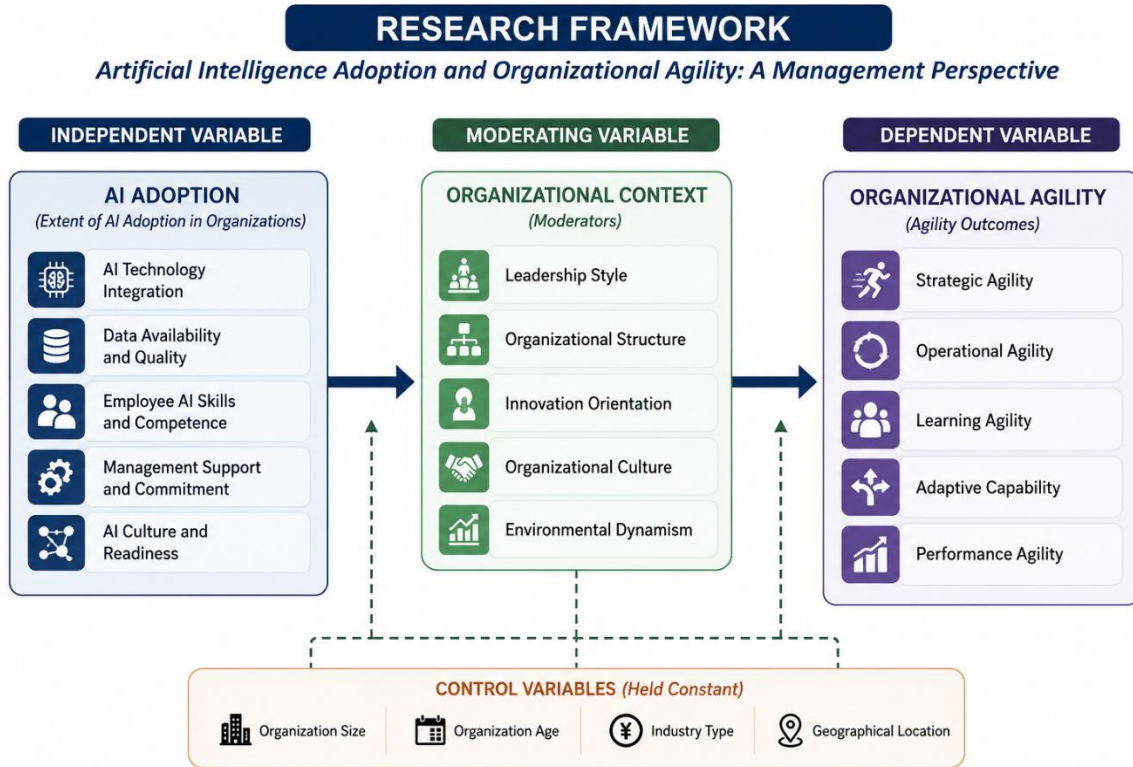 RESEARCH FRAMEWORK
Artificial Intelligence Adoption and Organizational Agility: A Management Perspective
INDEPENDENT VARIABLE
AI ADOPTION
(Extent of AI Adoption in Organizations)
AI Technology
Integration
Data Availability
and Quality
Employee AI Skills
and Competence
Management Support
and Commitment
AI Culture and
Readiness
MODERATING VARIABLE
ORGANIZATIONAL CONTEXT
(Moderators)
Leadership Style
Organizational Structure
Innovation Orientation
Organizational Culture
Environmental Dynamism
DEPENDENT VARIABLE
ORGANIZATIONAL AGILITY
(Agility Outcomes)
Strategic Agility
Operational Agility
Learning Agility
Adaptive Capability
Performance Agility
CONTROL VARIABLES (Held Constant)
Organization Size
Organization Age
¥
Industry Type
Geographical Location